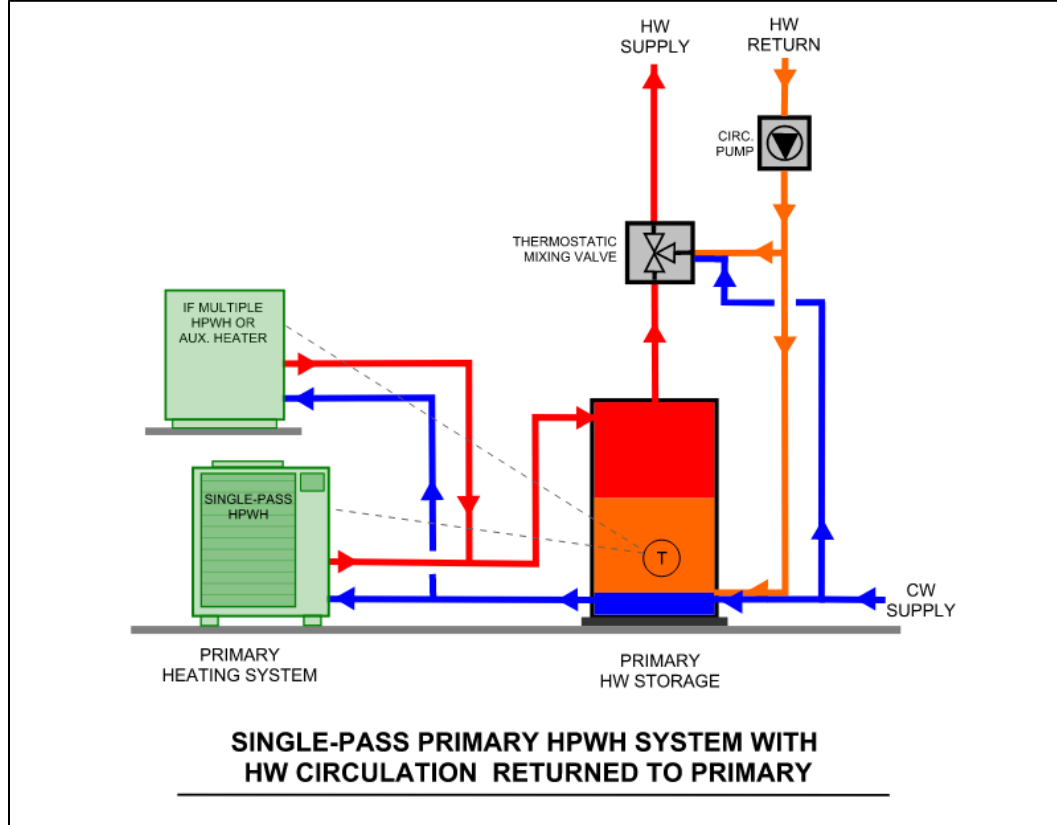 HW
SUPPLY
HW
RETURN
CIRC.
PUMP
THERMOSTATIC
MIXING VALVE
IF MULTIPLE
HPWH OR
AUX. HEATER
SINGLE-PASS
HPWH
T
CW
SUPPLY
PRIMARY
HEATING SYSTEM
PRIMARY
HW STORAGE
SINGLE-PASS PRIMARY HPWH SYSTEM WITH
HW CIRCULATION RETURNED TO PRIMARY